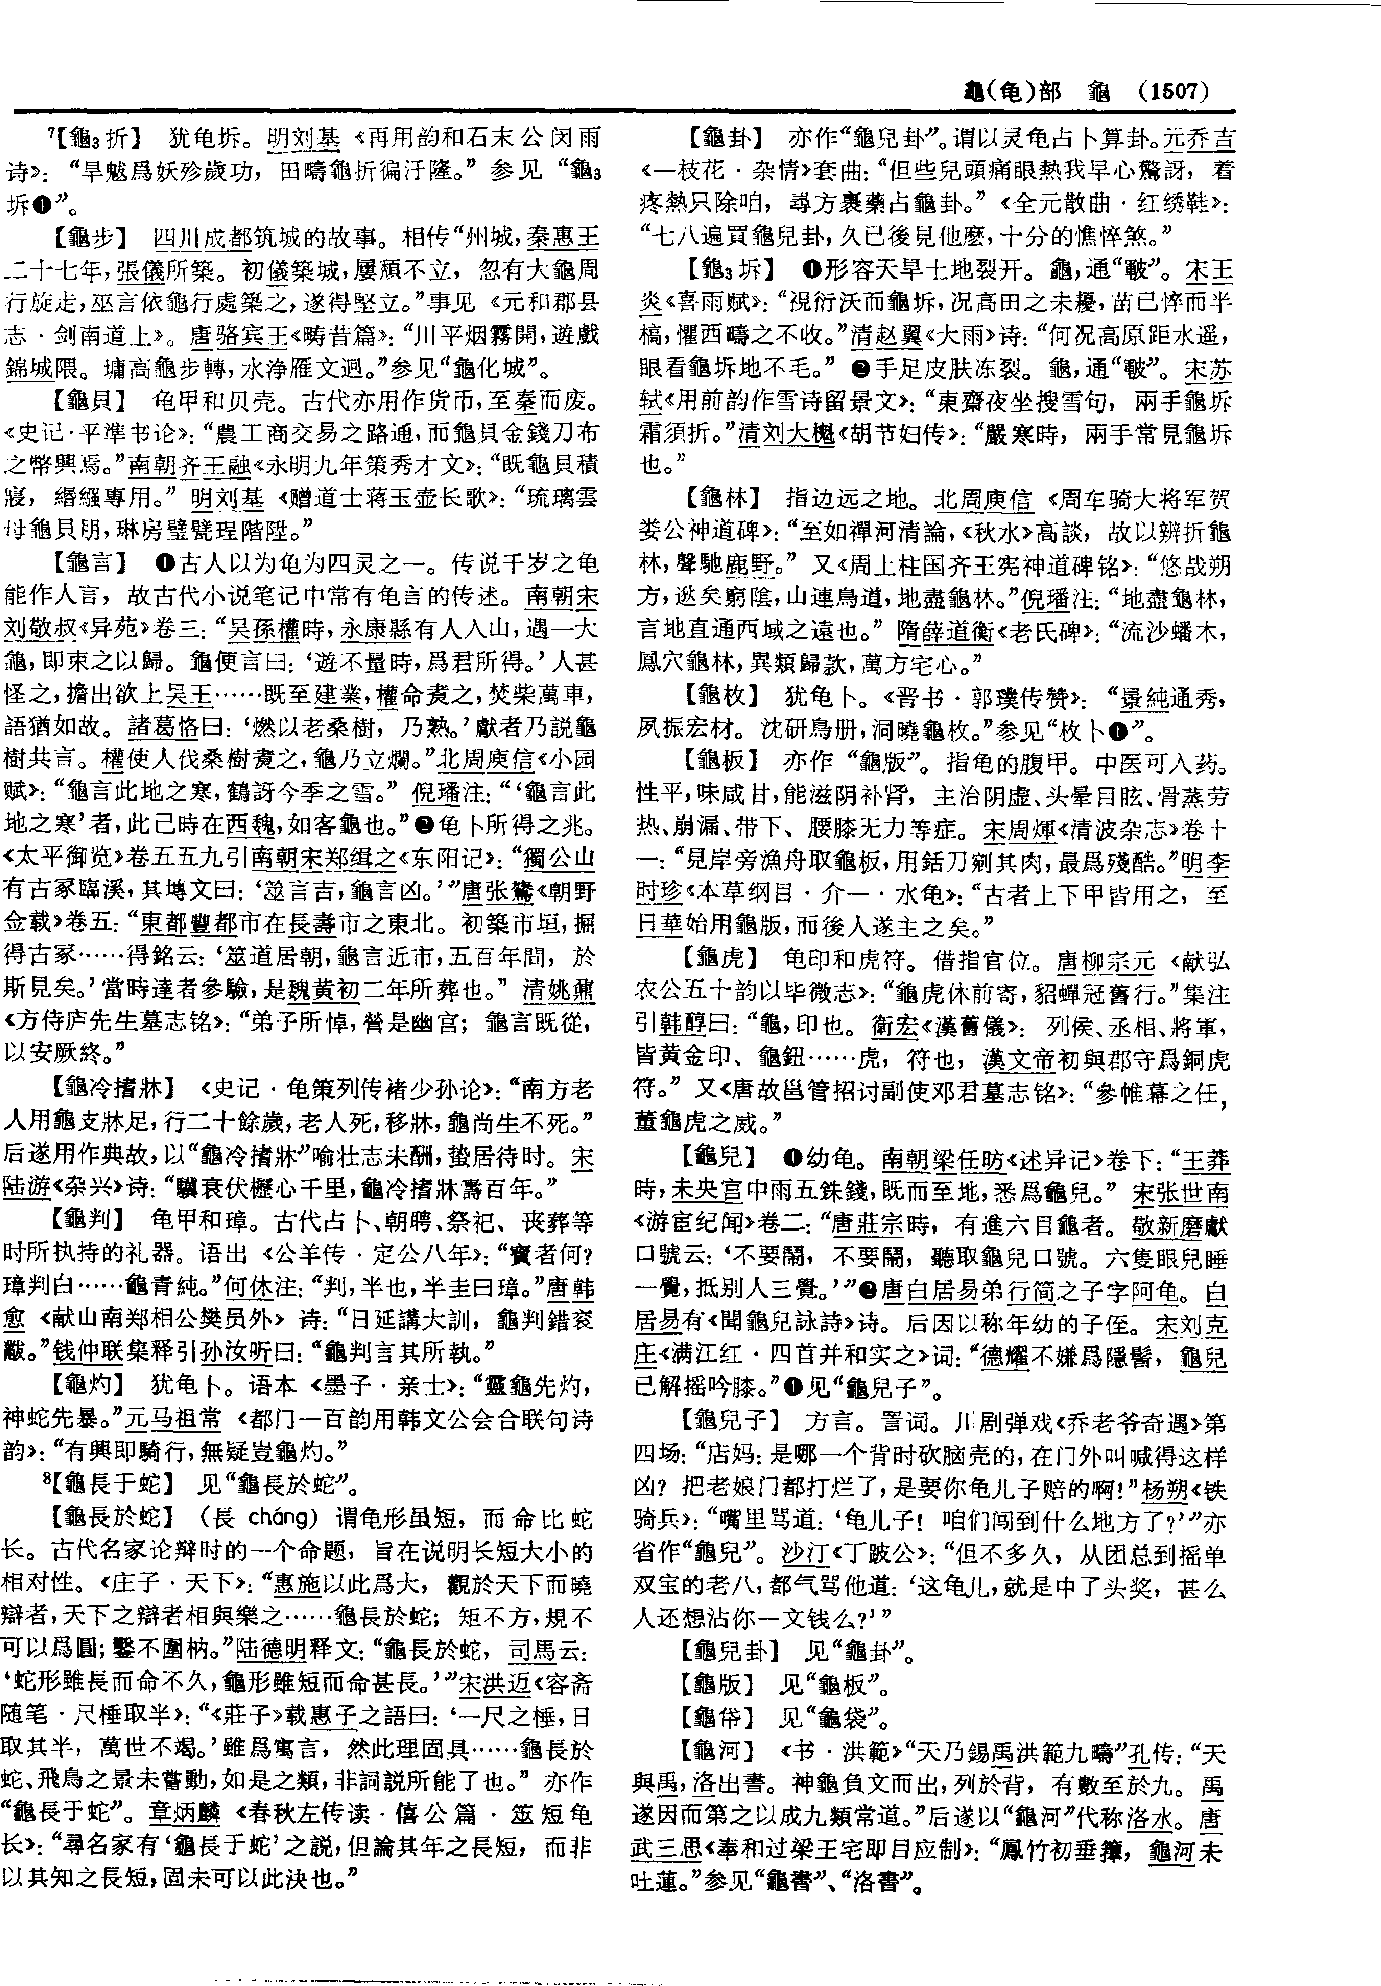 龜(龟)部 龜 (1507)
⁷【龜₃折】 犹龟坼。明刘基《再用韵和石末公闵雨
诗》：“旱魃爲妖殄歲功，田疇龜折徧汙隆。”参见“龜₃
坼❶”。
【龜步】 四川成都筑城的故事。相传“州城，秦惠王
二十七年，張儀所築。初儀築城，屢頹不立，忽有大龜周
行旋走，巫言依龜行處築之，遂得堅立。”事见《元和郡县
志·剑南道上》。唐骆宾王《畴昔篇》：“川平烟霧開，遊戲
錦城隈。墉高龜步轉，水净雁文迴。”参见“龜化城”。
【龜貝】 龟甲和贝壳。古代亦用作货币，至秦而废。
《史记·平準书论》：“農工商交易之路通，而龜貝金錢刀布
之幣興焉。”南朝齐王融《永明九年策秀才文》：“既龜貝積
寢，緡繦專用。”明刘基《赠道士蒋玉壶长歌》：“琉璃雲
母龜貝朋，琳房璧甓珵階陞。”
【龜言】 ❶古人以为龟为四灵之一。传说千岁之龟
能作人言，故古代小说笔记中常有龟言的传述。南朝宋
刘敬叔《异苑》卷三：“吴孫權時，永康縣有人入山，遇一大
龜，即束之以歸。龜便言曰：‘遊不量時，爲君所得。’人甚
怪之，擔出欲上吴王……既至建業，權命煑之，焚柴萬車，
語猶如故。諸葛恪曰：‘燃以老桑樹，乃熟。’獻者乃説龜
樹共言。權使人伐桑樹煑之，龜乃立爛。”北周庾信《小园
赋》：“龜言此地之寒，鶴訝今季之雪。”倪璠注：“‘龜言此
地之寒’者，此己時在西魏，如客龜也。”❷龟卜所得之兆。
《太平御览》卷五五九引南朝宋郑缉之《东阳记》：“獨公山
有古冢臨溪，其塼文曰：‘筮言吉，龜言凶。’”唐张鷟《朝野
佥载》卷五：“東都豐都市在長壽市之東北。初築市垣，掘
得古冢……得銘云：‘筮道居朝，龜言近市，五百年間，於
斯見矣。’當時達者參驗，是魏黄初二年所葬也。”清姚鼐
《方侍庐先生墓志铭》：“弟子所悼，營是幽宫；龜言既從，
以安厥終。”
【龜冷搘牀】 《史记·龟策列传褚少孙论》：“南方老
人用龜支牀足，行二十餘歲，老人死，移牀，龜尚生不死。”
后遂用作典故，以“龜冷搘牀”喻壮志未酬，蛰居待时。宋
陆游《杂兴》诗：“驥衰伏櫪心千里，龜冷搘牀壽百年。”
【龜判】 龟甲和璋。古代占卜、朝聘、祭祀、丧葬等
时所执持的礼器。语出《公羊传·定公八年》：“寳者何？
璋判白……龜青純。”何休注：“判，半也，半圭曰璋。”唐韩
愈《献山南郑相公樊员外》诗：“日延講大訓，龜判錯衮
黻。”钱仲联集释引孙汝听曰：“龜判言其所執。”
【龜灼】 犹龟卜。语本《墨子·亲士》：“靈龜先灼，
神蛇先暴。”元马祖常《都门一百韵用韩文公会合联句诗
韵》：“有興即騎行，無疑豈龜灼。”
⁸【龜長于蛇】 见“龜長於蛇”。
【龜長於蛇】 （長 cháng）谓龟形虽短，而命比蛇
长。古代名家论辩时的一个命题，旨在说明长短大小的
相对性。《庄子·天下》：“惠施以此爲大，觀於天下而曉
辯者，天下之辯者相與樂之……龜長於蛇；矩不方，規不
可以爲圓；鑿不圍枘。”陆德明释文：“龜長於蛇，司馬云：
‘蛇形雖長而命不久，龜形雖短而命甚長。’”宋洪迈《容斋
随笔·尺棰取半》：“《莊子》载惠子之語曰：‘一尺之棰，日
取其半，萬世不竭。’雖爲寓言，然此理固具……龜長於
蛇、飛鳥之景未嘗動，如是之類，非詞説所能了也。”亦作
“龜長于蛇”。章炳麟《春秋左传读·僖公篇·筮短龟
长》：“尋名家有‘龜長于蛇’之説，但論其年之長短，而非
以其知之長短，固未可以此決也。”
【龜卦】 亦作“龜兒卦”。谓以灵龟占卜算卦。元乔吉
《一枝花·杂情》套曲：“但些兒頭痛眼熱我早心驚訝，着
疼熱只除咱，尋方裹藥占龜卦。”《全元散曲·红绣鞋》：
“七八遍買龜兒卦，久已後見他麽，十分的憔悴煞。”
【龜₃坼】 ❶形容天旱土地裂开。龜，通“皸”。宋王
炎《喜雨赋》：“視衍沃而龜坼，况高田之未耰，苗已悴而半
槁，懼西疇之不收。”清赵翼《大雨》诗：“何况高原距水遥，
眼看龜坼地不毛。”❷手足皮肤冻裂。龜，通“皸”。宋苏
轼《用前韵作雪诗留景文》：“東齋夜坐搜雪句，兩手龜坼
霜須折。”清刘大櫆《胡节妇传》：“嚴寒時，兩手常見龜坼
也。”
【龜林】 指边远之地。北周庾信《周车骑大将军贺
娄公神道碑》：“至如禪河清論，《秋水》高談，故以辨折龜
林，聲馳鹿野。”又《周上柱国齐王宪神道碑铭》：“悠哉朔
方，逖矣窮陰，山連鳥道，地盡龜林。”倪璠注：“地盡龜林，
言地直通西域之遠也。”隋薛道衡《老氏碑》：“流沙蟠木，
鳳穴龜林，異類歸款，萬方宅心。”
【龜枚】 犹龟卜。《晋书·郭璞传赞》：“景純通秀，
夙振宏材。沈研鳥册，洞曉龜枚。”参见“枚卜❶”。
【龜板】 亦作“龜版”。指龟的腹甲。中医可入药。
性平，味咸甘，能滋阴补肾，主治阴虚、头晕目眩、骨蒸劳
热、崩漏、带下、腰膝无力等症。宋周煇《清波杂志》卷十
一：“見岸旁漁舟取龜板，用銛刀剜其肉，最爲殘酷。”明李
时珍《本草纲目·介一·水龟》：“古者上下甲皆用之，至
日華始用龜版，而後人遂主之矣。”
【龜虎】 龟印和虎符。借指官位。唐柳宗元《献弘
农公五十韵以毕微志》：“龜虎休前寄，貂蟬冠舊行。”集注
引韩醇曰：“龜，印也。衛宏《漢舊儀》：列侯、丞相、將軍，
皆黄金印、龜鈕……虎，符也，漢文帝初與郡守爲銅虎
符。”又《唐故邕管招讨副使邓君墓志铭》：“參帷幕之任，
董龜虎之威。”
【龜兒】 ❶幼龟。南朝梁任昉《述异记》卷下：“王莽
時，未央宫中雨五銖錢，既而至地，悉爲龜兒。”宋张世南
《游宦纪闻》卷二：“唐莊宗時，有進六目龜者。敬新磨獻
口號云：‘不要鬧，不要鬧，聽取龜兒口號。六隻眼兒睡
一覺，抵别人三覺。’”❷唐白居易弟行简之子字阿龟。白
居易有《聞龜兒詠詩》诗。后因以称年幼的子侄。宋刘克
庄《满江红·四首并和实之》词：“德耀不嫌爲隱髻，龜兒
已解摇吟膝。”❶见“龜兒子”。
【龜兒子】 方言。詈词。川剧弹戏《乔老爷奇遇》第
四场：“店妈：是哪一个背时砍脑壳的，在门外叫喊得这样
凶？把老娘门都打烂了，是要你龟儿子赔的啊！”杨朔《铁
骑兵》：“嘴里骂道：‘龟儿子！咱们闯到什么地方了？’”亦
省作“龜兒”。沙汀《丁跛公》：“但不多久，从团总到摇单
双宝的老八，都气骂他道：‘这龟儿，就是中了头奖，甚么
人还想沾你一文钱么？’”
【龜兒卦】 见“龜卦”。
【龜版】 见“龜板”。
【龜帒】 见“龜袋”。
【龜河】 《书·洪範》“天乃錫禹洪範九疇”孔传：“天
與禹，洛出書。神龜負文而出，列於背，有數至於九。禹
遂因而第之以成九類常道。”后遂以“龜河”代称洛水。唐
武三思《奉和过梁王宅即目应制》：“鳳竹初垂籜，龜河未
吐蓮。”参见“龜書”、“洛書”。